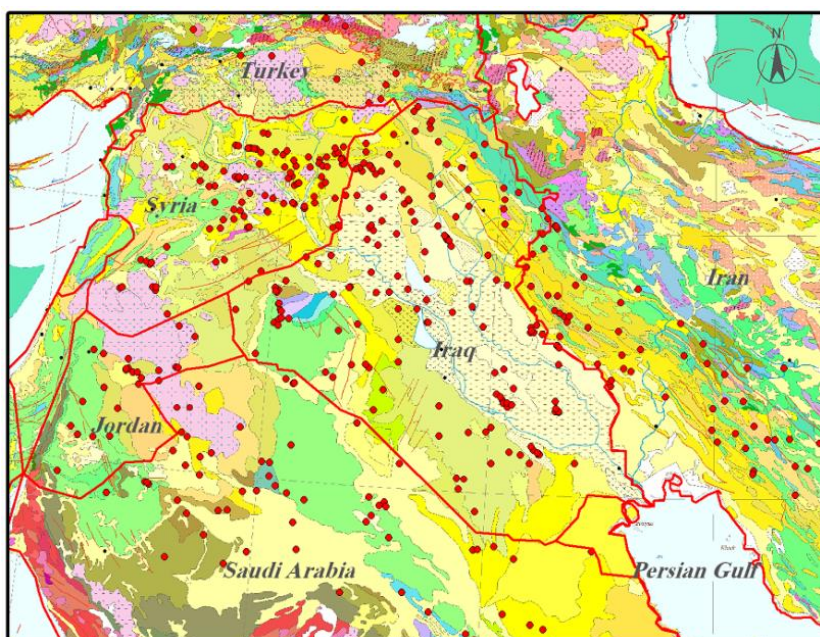 N
Turkey
Syria
Iran
Iraq
Jordan
Saudi Arabia
Persian Gulf